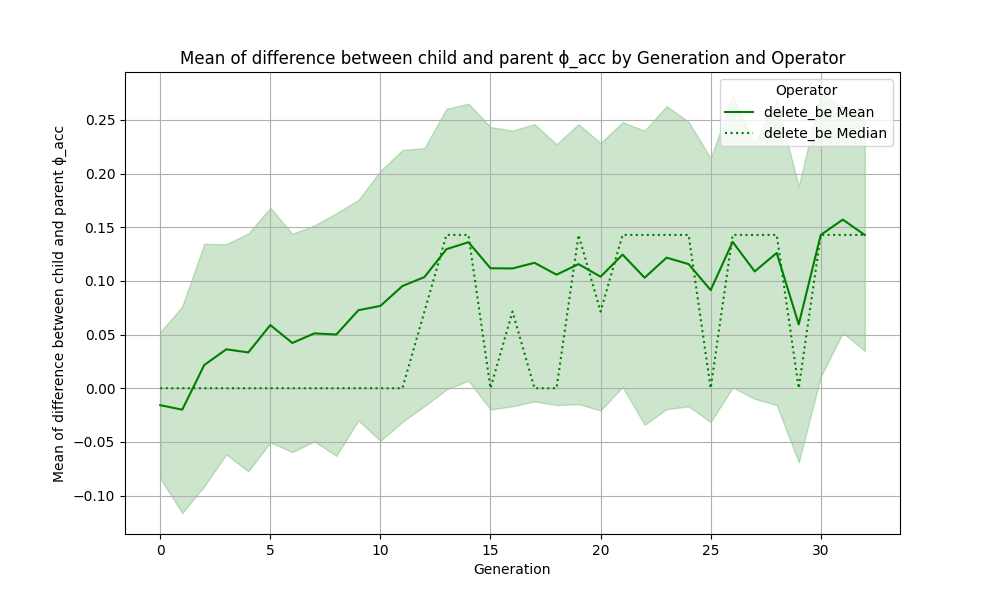 Mean of difference between child and parent ϕ_acc by Generation and Operator
Operator
delete_be Mean
delete_be Median
Mean of difference between child and parent ϕ_acc
0.25
0.20
0.15
0.10
0.05
0.00
−0.05
−0.10
0 5 10 15 20 25 30
Generation